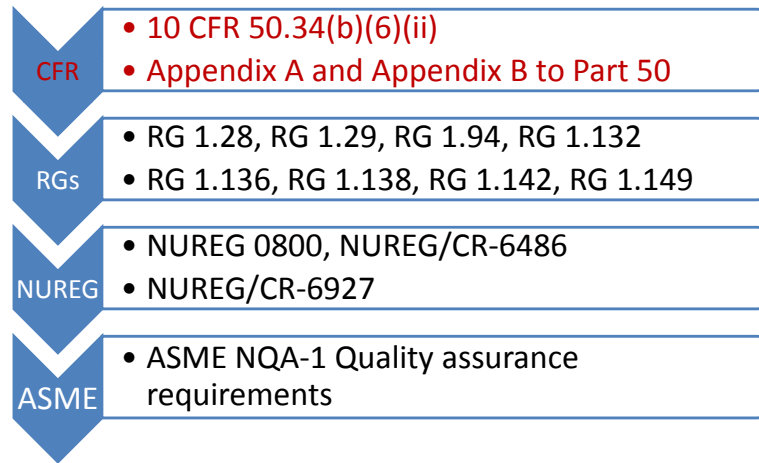 CFR
• 10 CFR 50.34(b)(6)(ii)
• Appendix A and Appendix B to Part 50
RGs
• RG 1.28, RG 1.29, RG 1.94, RG 1.132
• RG 1.136, RG 1.138, RG 1.142, RG 1.149
NUREG
• NUREG 0800, NUREG/CR-6486
• NUREG/CR-6927
ASME
• ASME NQA-1 Quality assurance
requirements